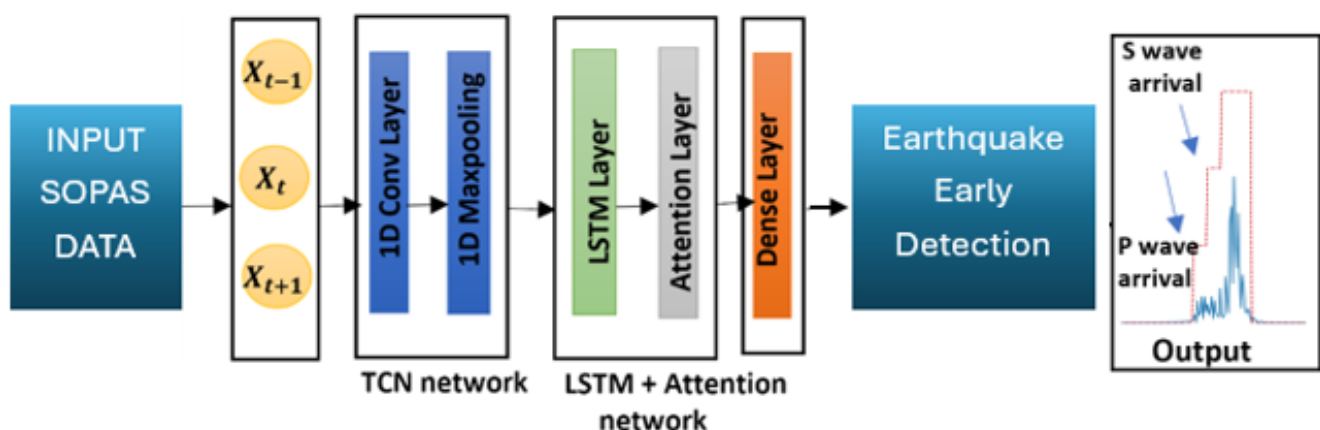 INPUT
SOPAS
DATA
X_{t-1}
X_t
X_{t+1}
1D Conv Layer
1D Maxpooling
TCN network
LSTM Layer
Attention Layer
LSTM + Attention
network
Dense Layer
Earthquake
Early
Detection
S wave
arrival
P wave
arrival
Output